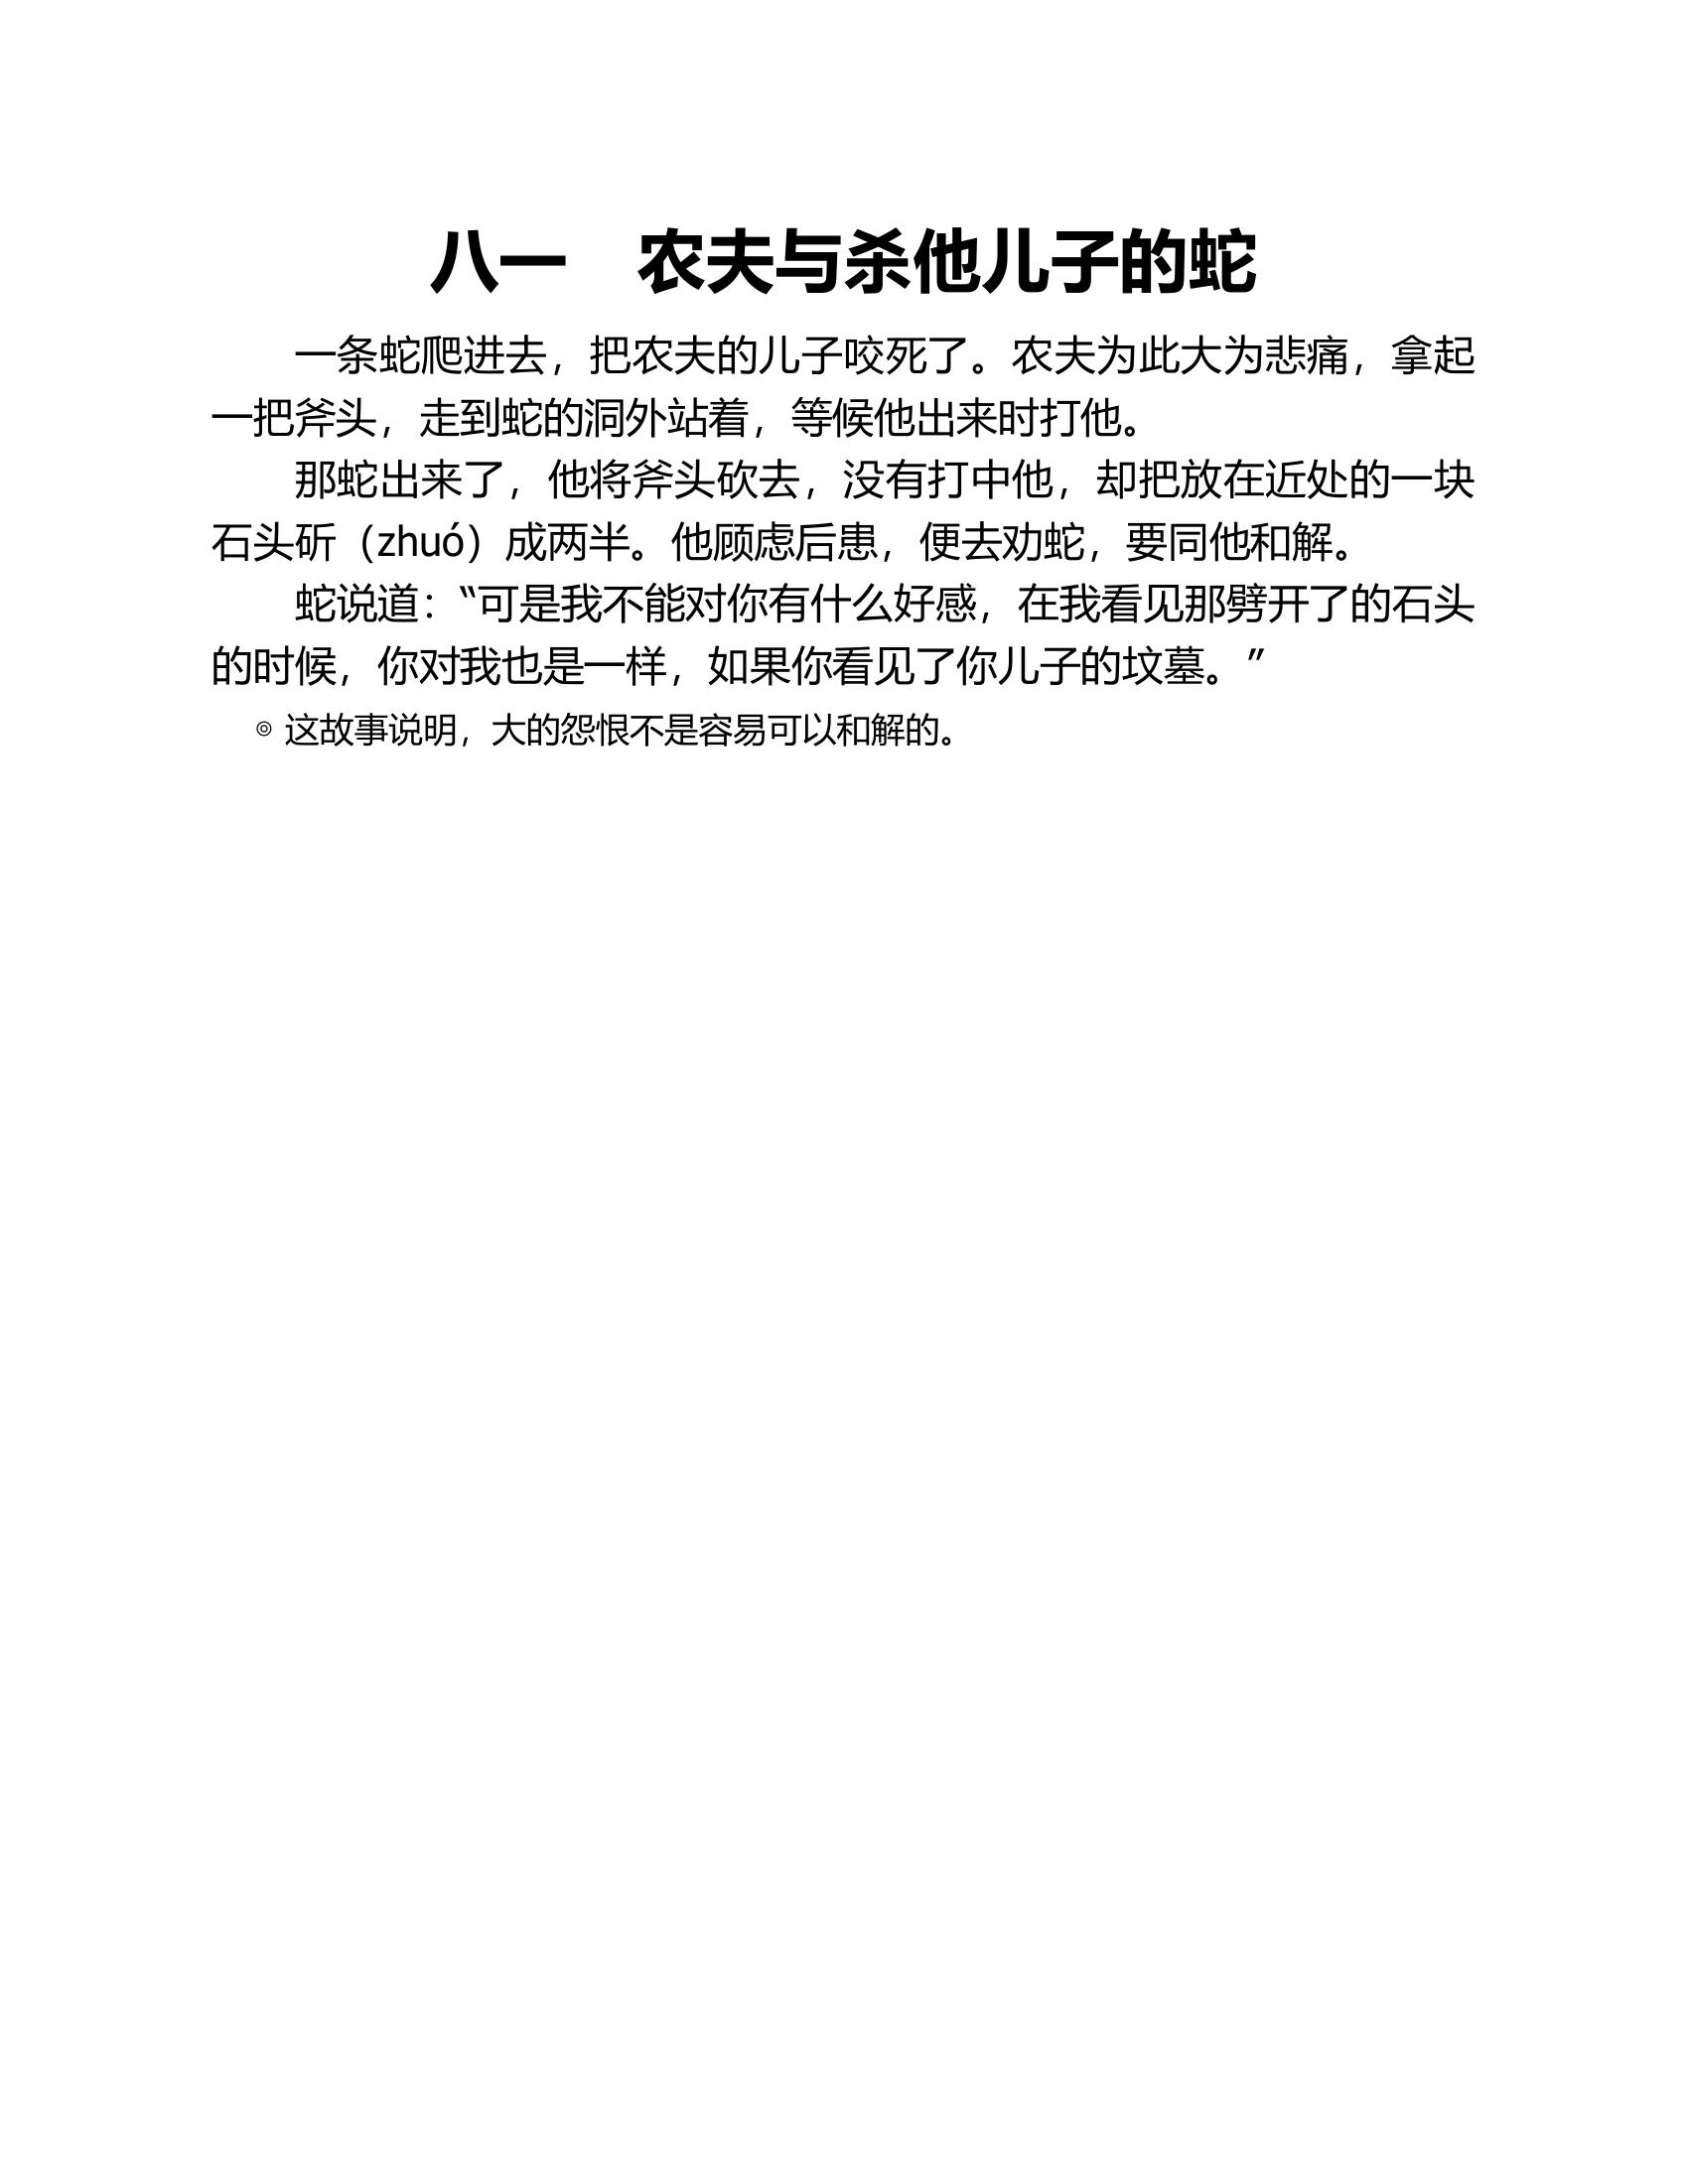 八一　农夫与杀他儿子的蛇
一条蛇爬进去，把农夫的儿子咬死了。农夫为此大为悲痛，拿起
一把斧头，走到蛇的洞外站着，等候他出来时打他。
那蛇出来了，他将斧头砍去，没有打中他，却把放在近处的一块
石头斫（zhuó）成两半。他顾虑后患，便去劝蛇，要同他和解。
蛇说道：“可是我不能对你有什么好感，在我看见那劈开了的石头
的时候，你对我也是一样，如果你看见了你儿子的坟墓。”
◎ 这故事说明，大的怨恨不是容易可以和解的。